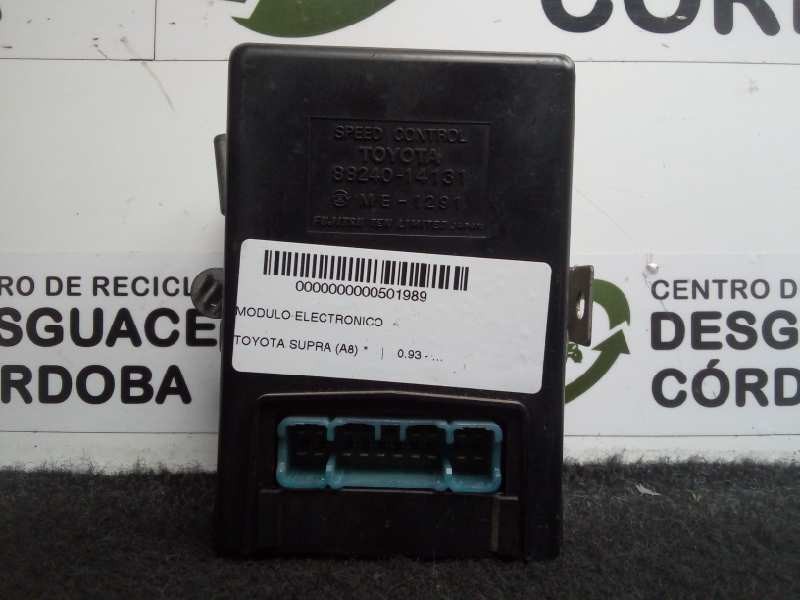 CÓRDOBA
SPEED CONTROL
TOYOTA
88240-14131
ME-1291
FUJITSU TEN LIMITED JAPAN
0000000000501989
MODULO ELECTRONICO
TOYOTA SUPRA (A8) * | 0.93 - ...
RO DE RECICL
SGUACE
RDOBA
CENTRO D
DESG
CÓRD